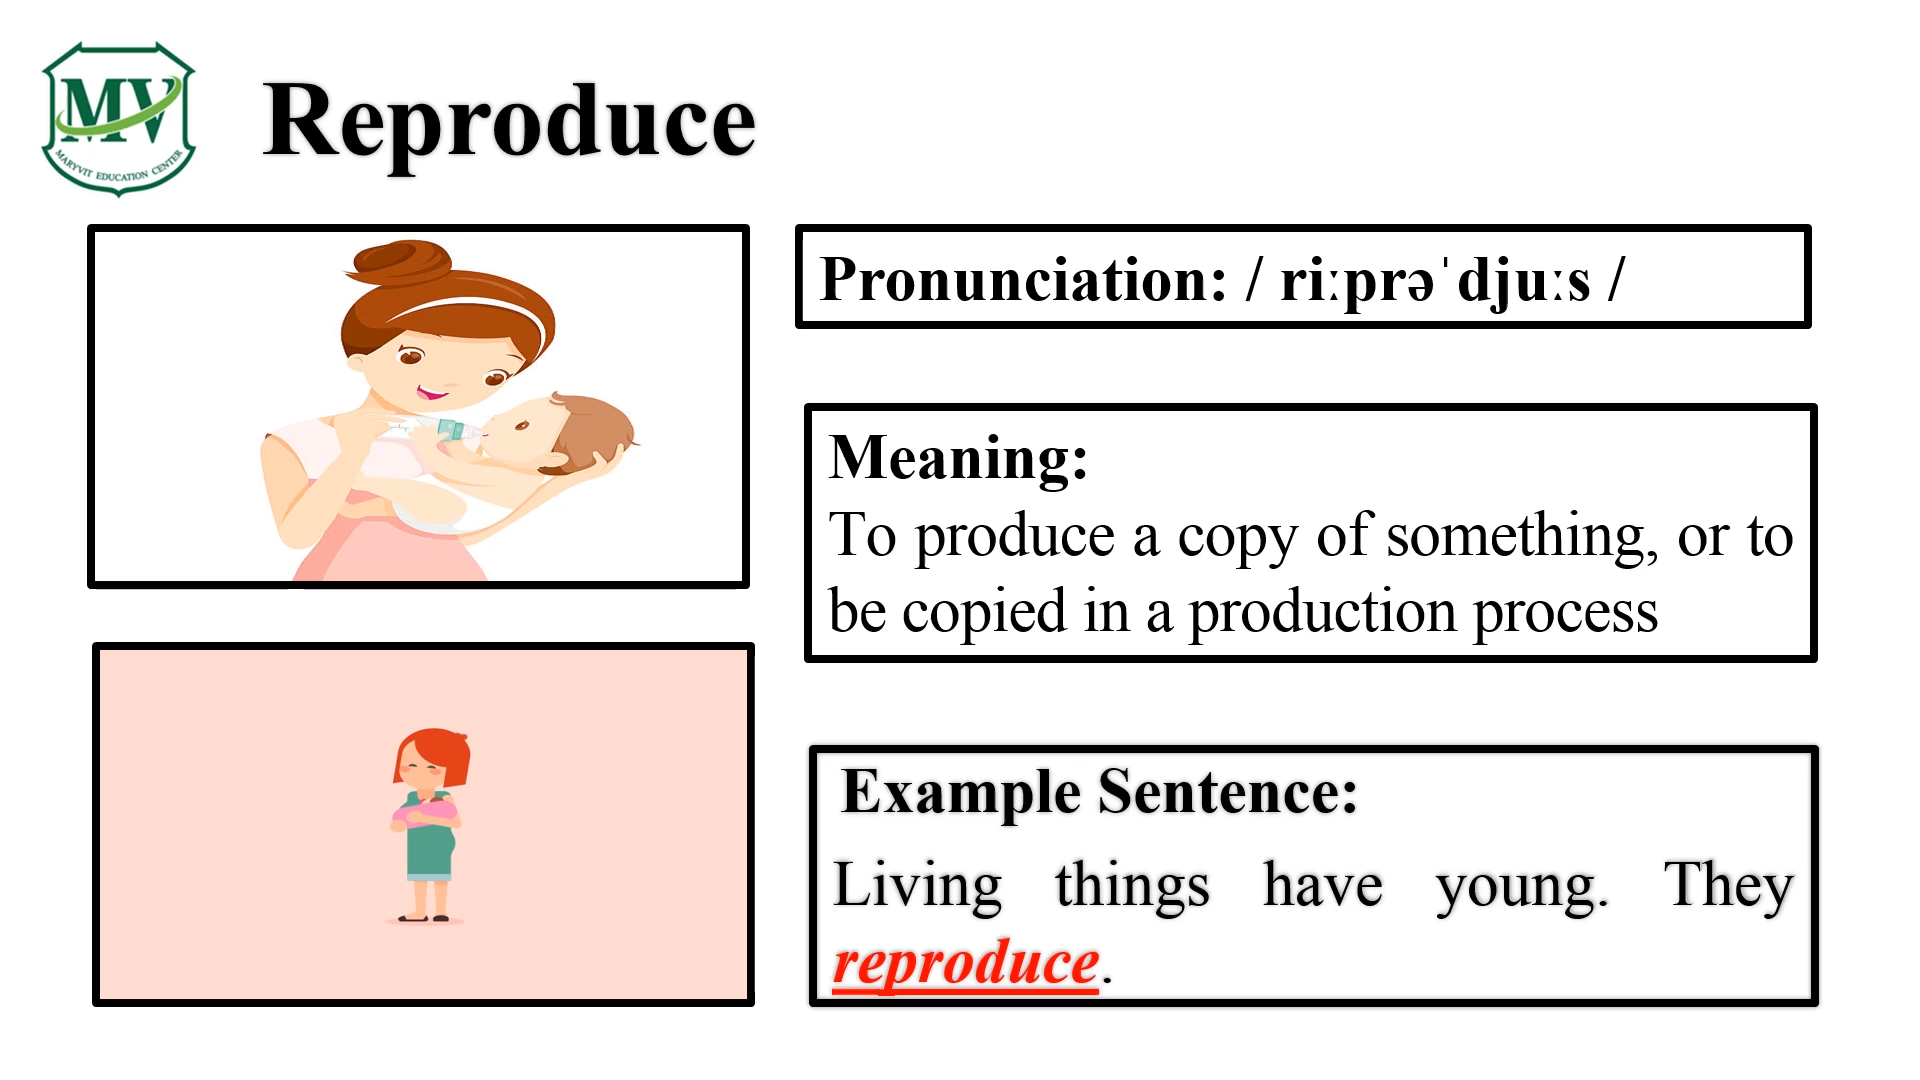 MV
MARYVIT EDUCATION CENTER
Reproduce
Pronunciation: / riːprəˈdjuːs /
Meaning:
To produce a copy of something, or to
be copied in a production process
Example Sentence:
Living things have young. They
reproduce.